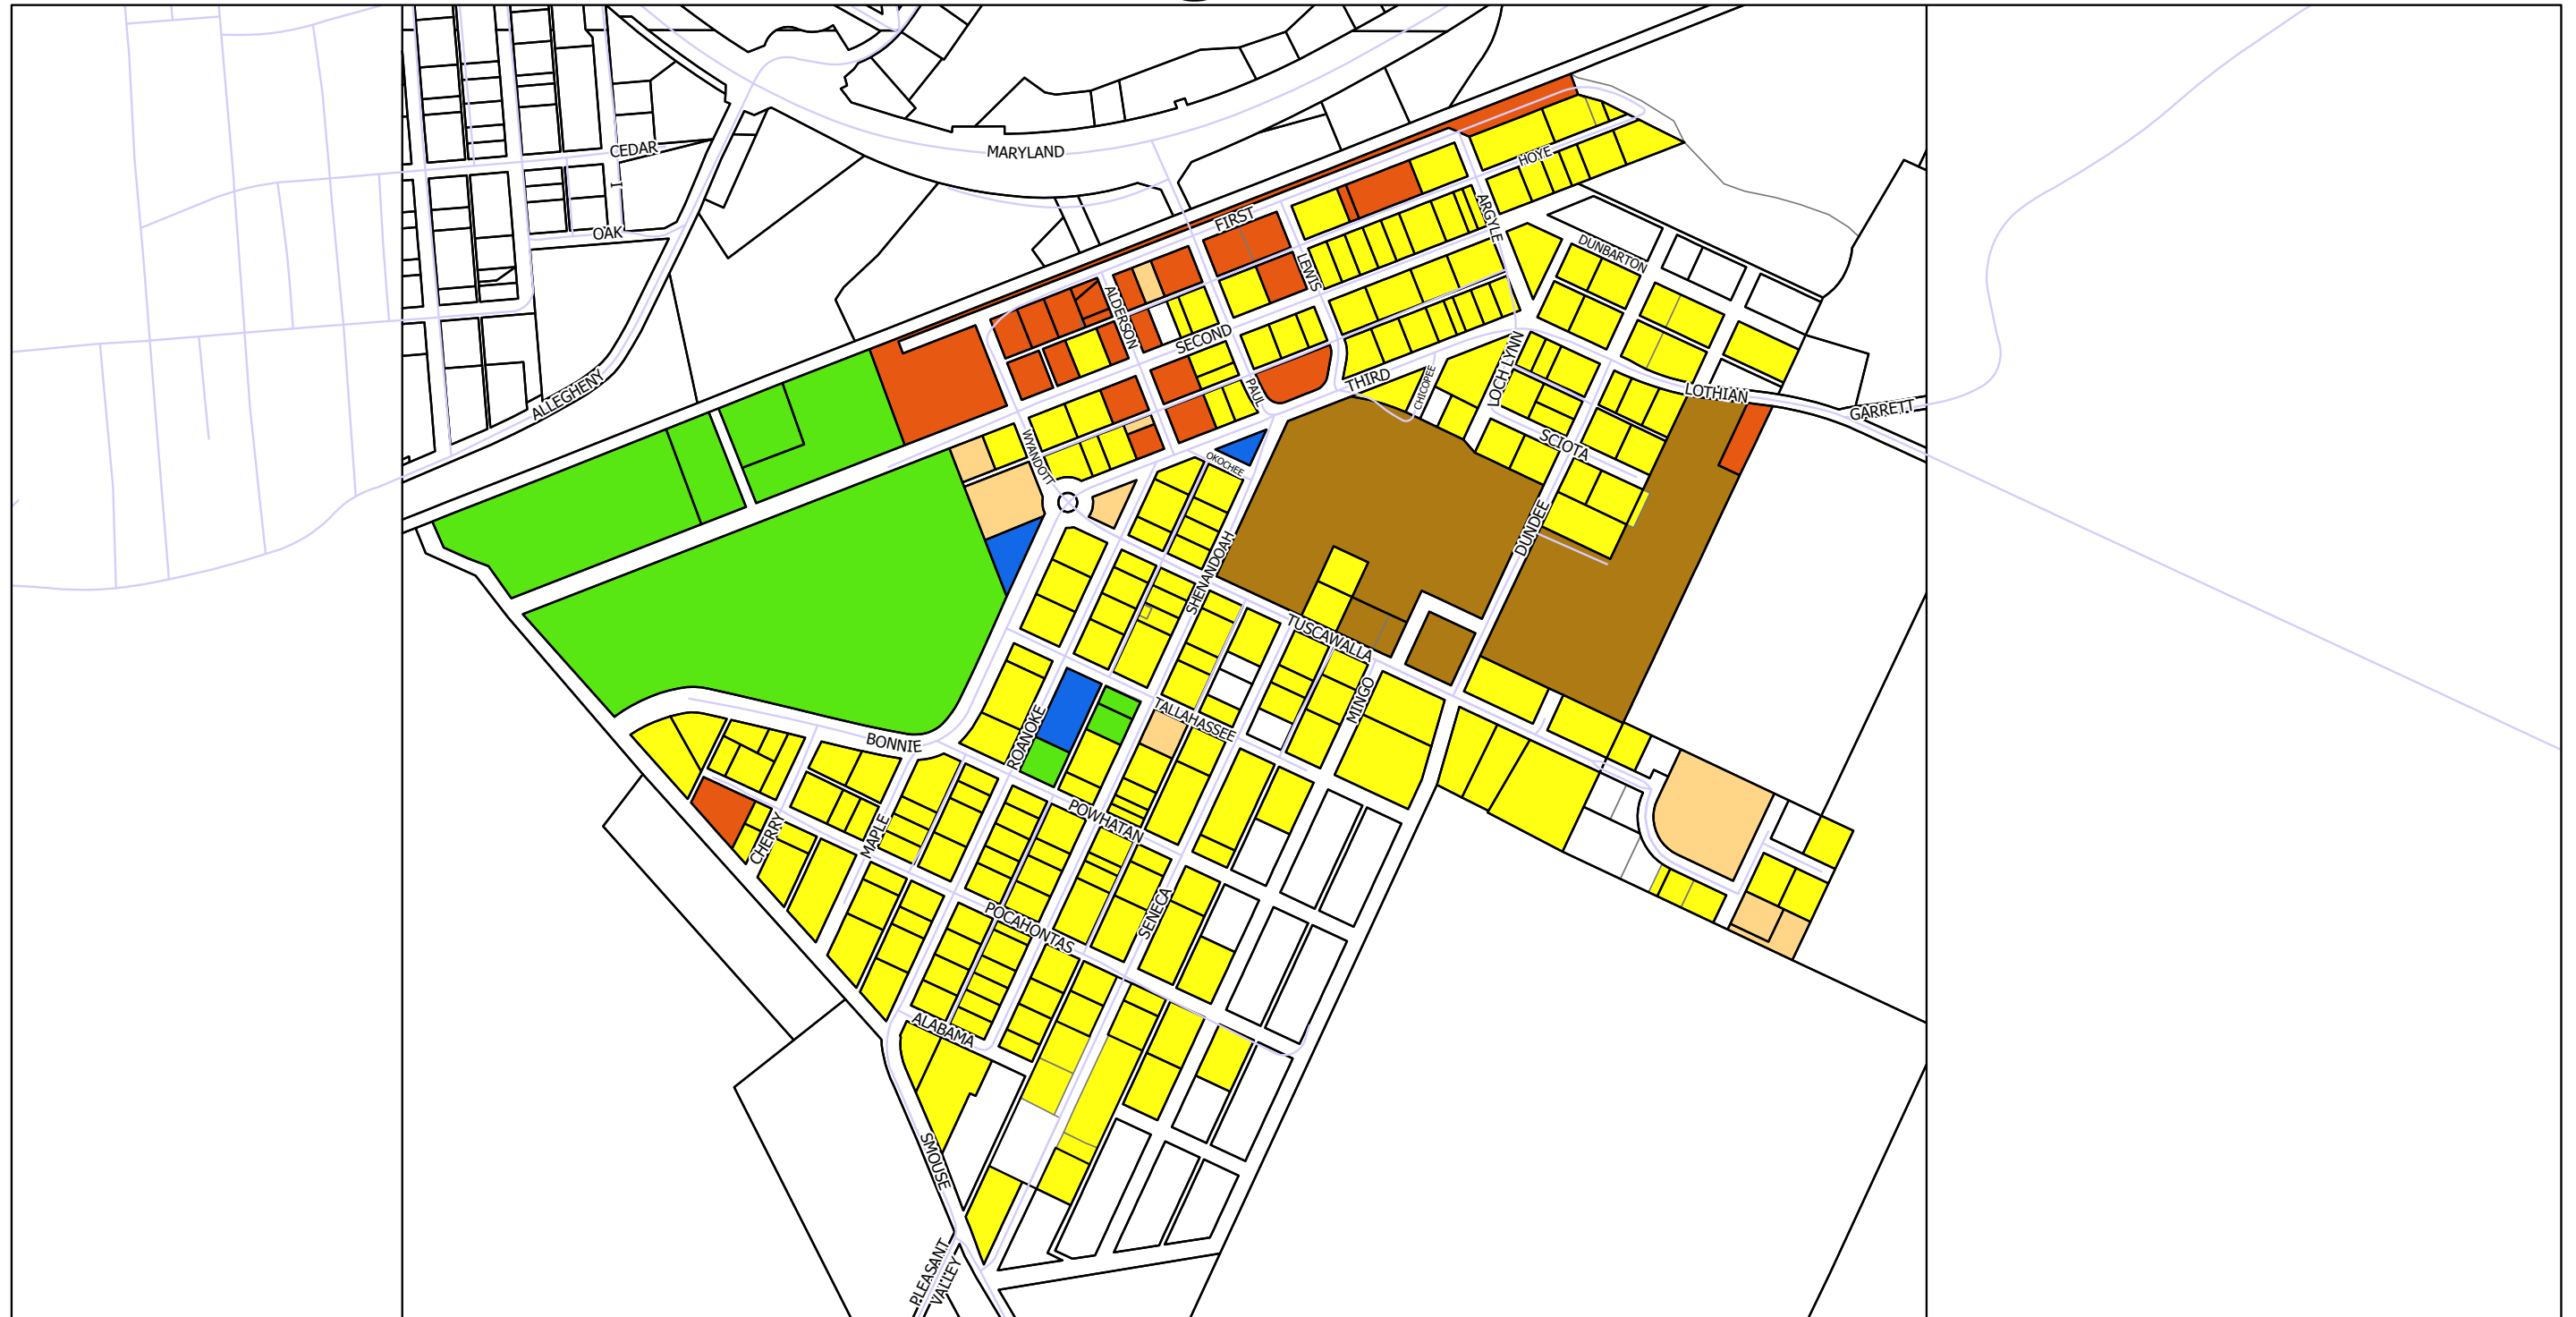 CEDAR
MARYLAND
HOYE
OAK
FIRST
ARGYLE
DUNBARTON
LEWIS
ALDERSON
SECOND
ALLEGHENY
THIRD
PAUL
CHICOPEE
LOCH LYNN
LOTHIAN
GARRETT
WYANDOTT
OKOCHEE
SCIOTA
DUNDEE
SHENANDOAH
TUSCAWALLA
MINGO
TALLAHASSEE
ROANOKE
BONNIE
POWHATAN
CHERRY
MAPLE
SENECA
POCAHONTAS
ALABAMA
SMOUSE
PLEASANT
VALLEY